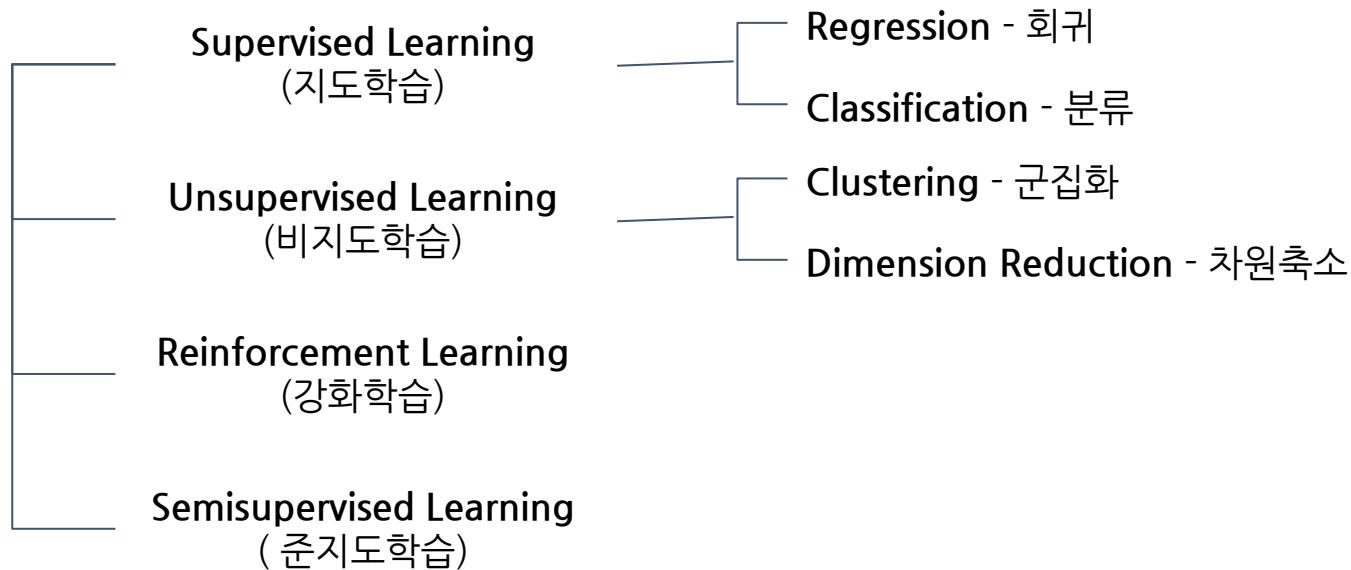 Supervised Learning
(지도학습)
Regression - 회귀
Classification - 분류
Unsupervised Learning
(비지도학습)
Clustering - 군집화
Dimension Reduction - 차원축소
Reinforcement Learning
(강화학습)
Semisupervised Learning
( 준지도학습)